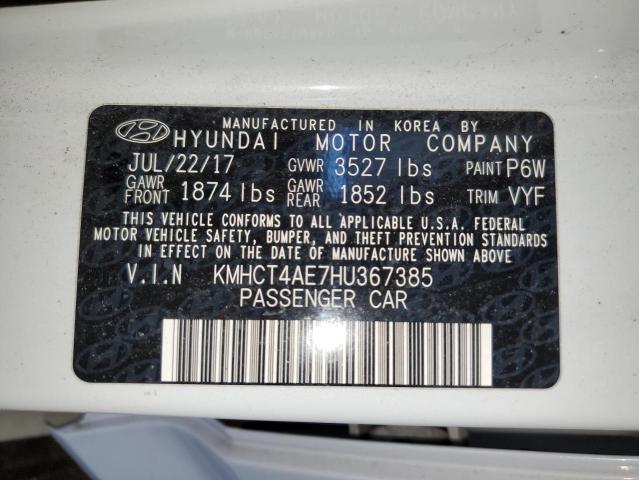 MANUFACTURED IN KOREA BY
HYUNDAI MOTOR COMPANY
JUL/22/17 GVWR 3527 lbs PAINT P6W
GAWR FRONT 1874 lbs GAWR REAR 1852 lbs TRIM VYF
THIS VEHICLE CONFORMS TO ALL APPLICABLE U.S.A. FEDERAL
MOTOR VEHICLE SAFETY, BUMPER, AND THEFT PREVENTION STANDARDS
IN EFFECT ON THE DATE OF MANUFACTURE SHOWN ABOVE
V.I.N KMHCT4AE7HU367385
PASSENGER CAR